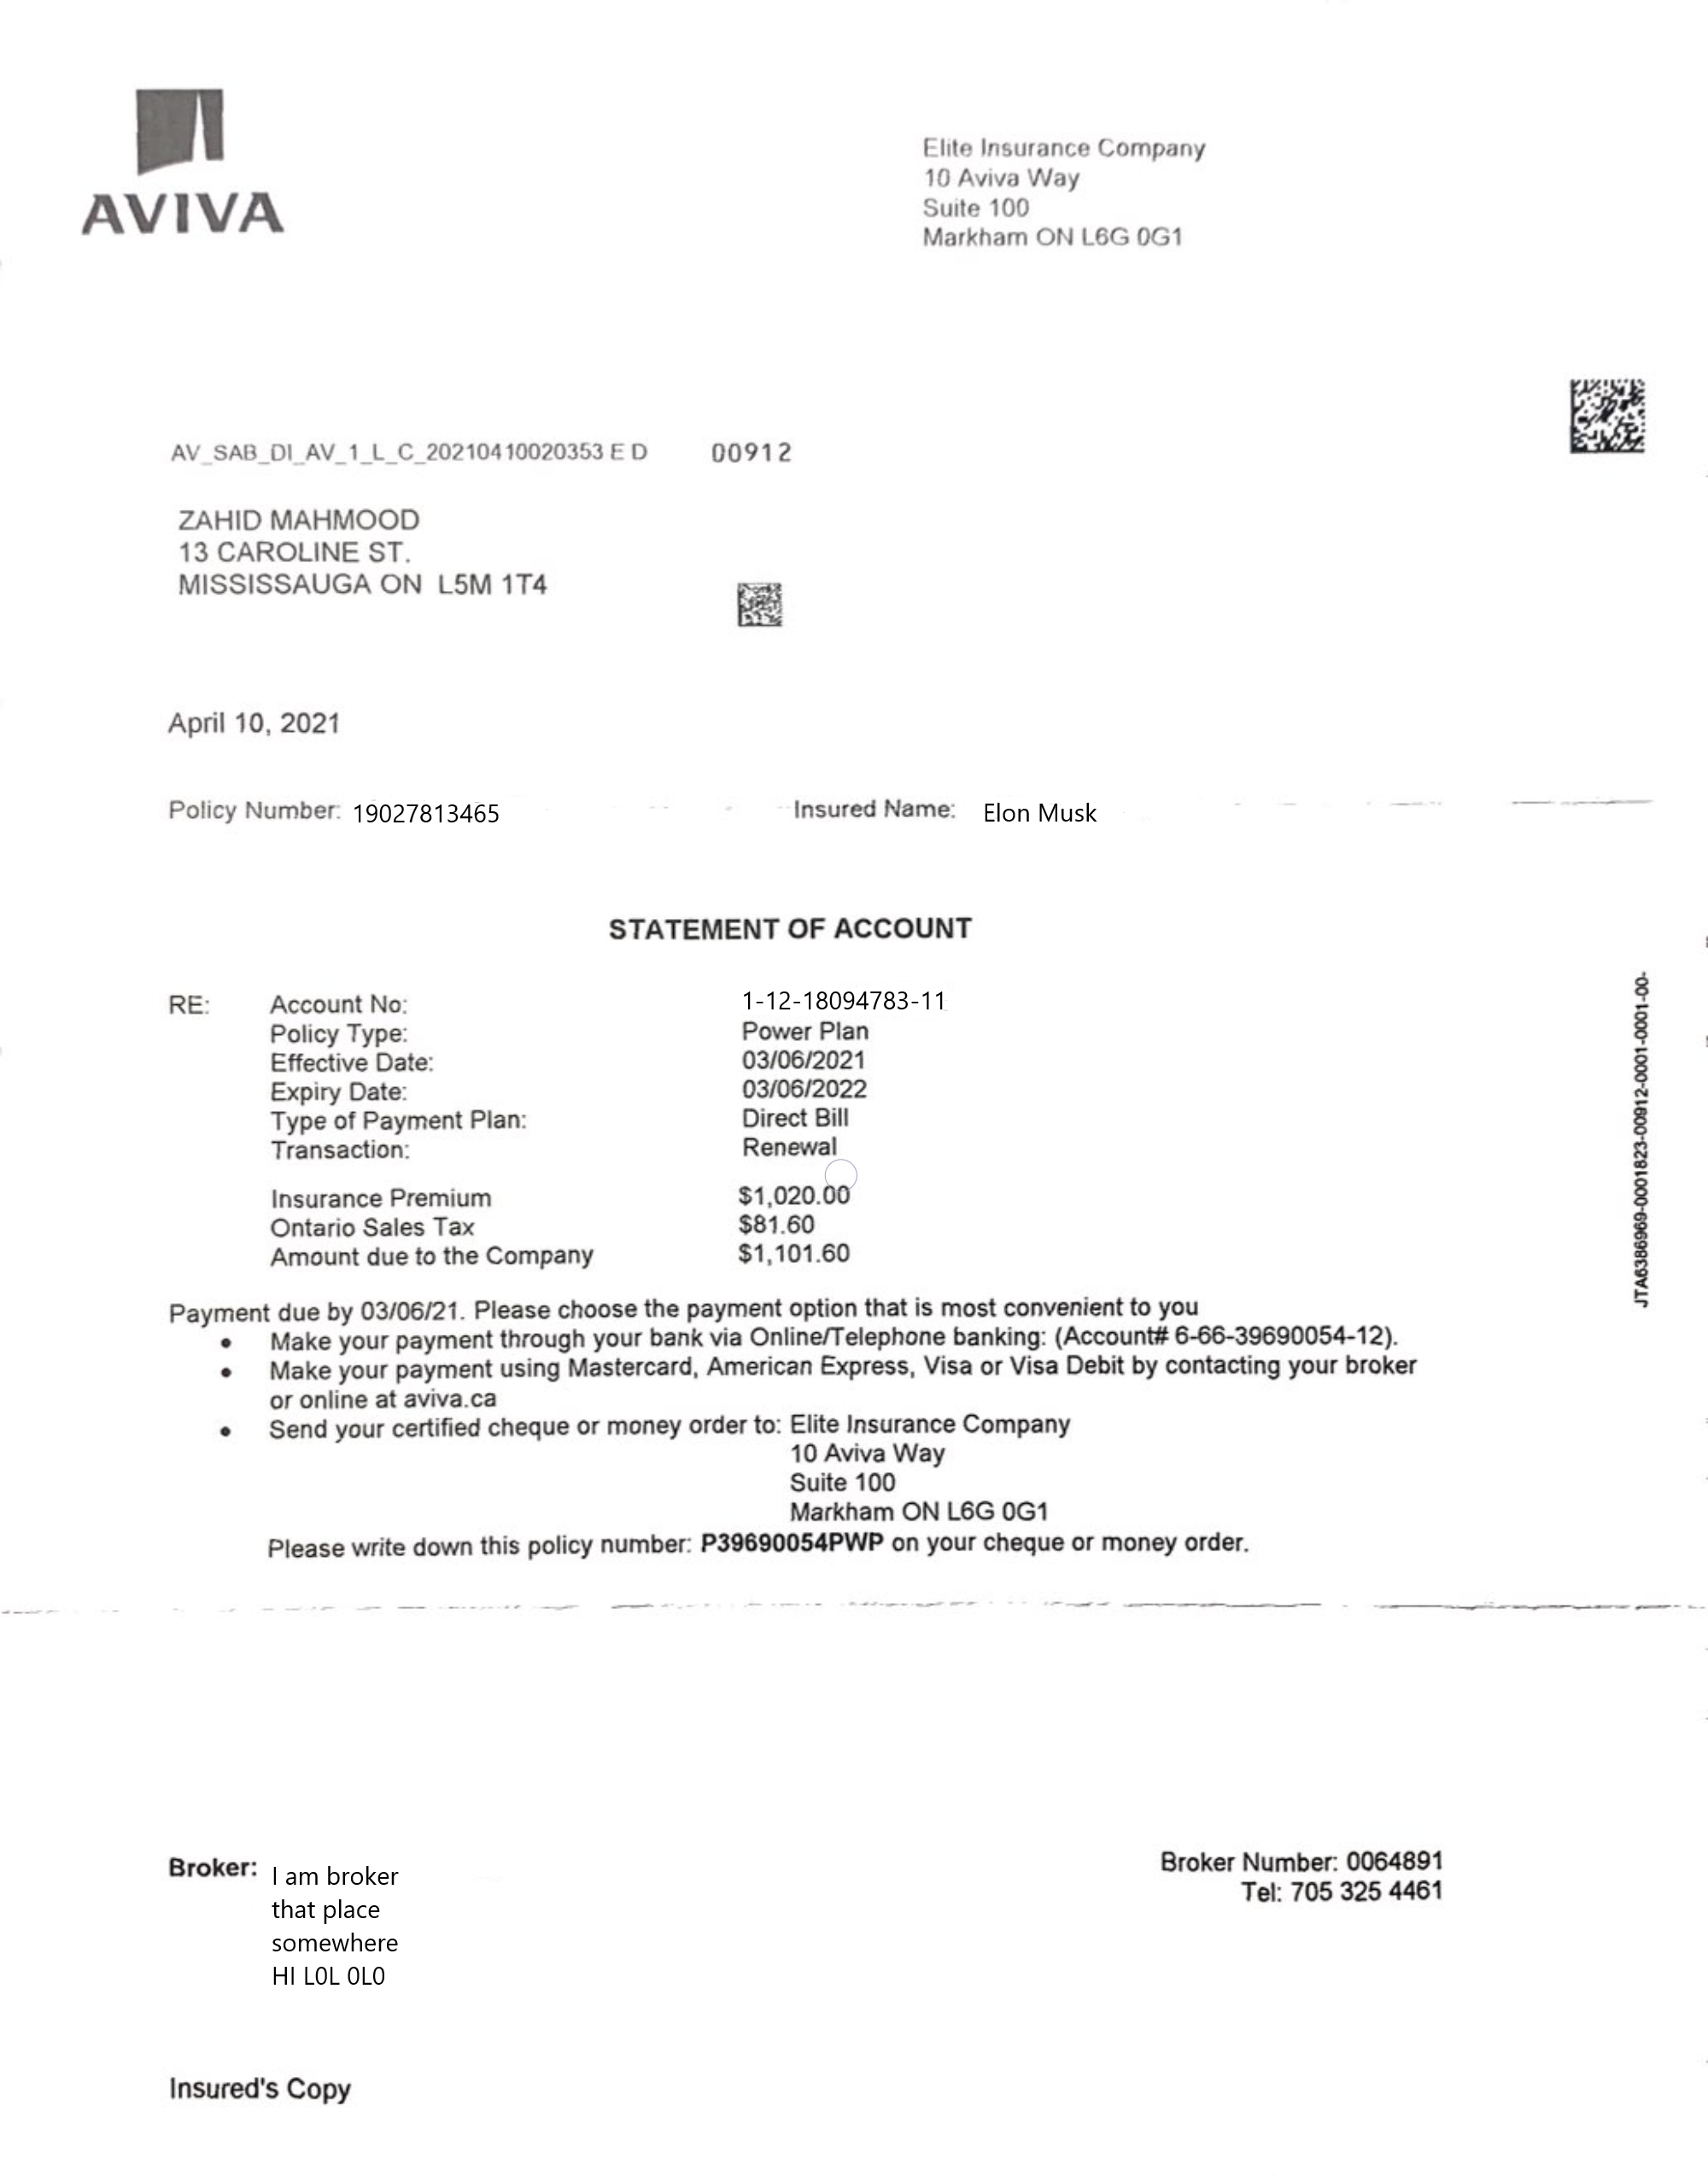 AVIVA
Elite Insurance Company
10 Aviva Way
Suite 100
Markham ON L6G 0G1
AV_SAB_DI_AV_1_L_C_20210410020353 E D 00912
ZAHID MAHMOOD
13 CAROLINE ST.
MISSISSAUGA ON L5M 1T4
April 10, 2021
Policy Number: 19027813465 Insured Name: Elon Musk
STATEMENT OF ACCOUNT
RE: Account No: 1-12-18094783-11
Policy Type: Power Plan
Effective Date: 03/06/2021
Expiry Date: 03/06/2022
Type of Payment Plan: Direct Bill
Transaction: Renewal
Insurance Premium $1,020.00
Ontario Sales Tax $81.60
Amount due to the Company $1,101.60
Payment due by 03/06/21. Please choose the payment option that is most convenient to you
• Make your payment through your bank via Online/Telephone banking: (Account# 6-66-39690054-12).
• Make your payment using Mastercard, American Express, Visa or Visa Debit by contacting your broker
or online at aviva.ca
• Send your certified cheque or money order to: Elite Insurance Company
10 Aviva Way
Suite 100
Markham ON L6G 0G1
Please write down this policy number: P39690054PWP on your cheque or money order.
JTA6386969-0001823-00912-0001-0001-00-
Broker: I am broker
that place
somewhere
HI L0L 0L0
Broker Number: 0064891
Tel: 705 325 4461
Insured's Copy